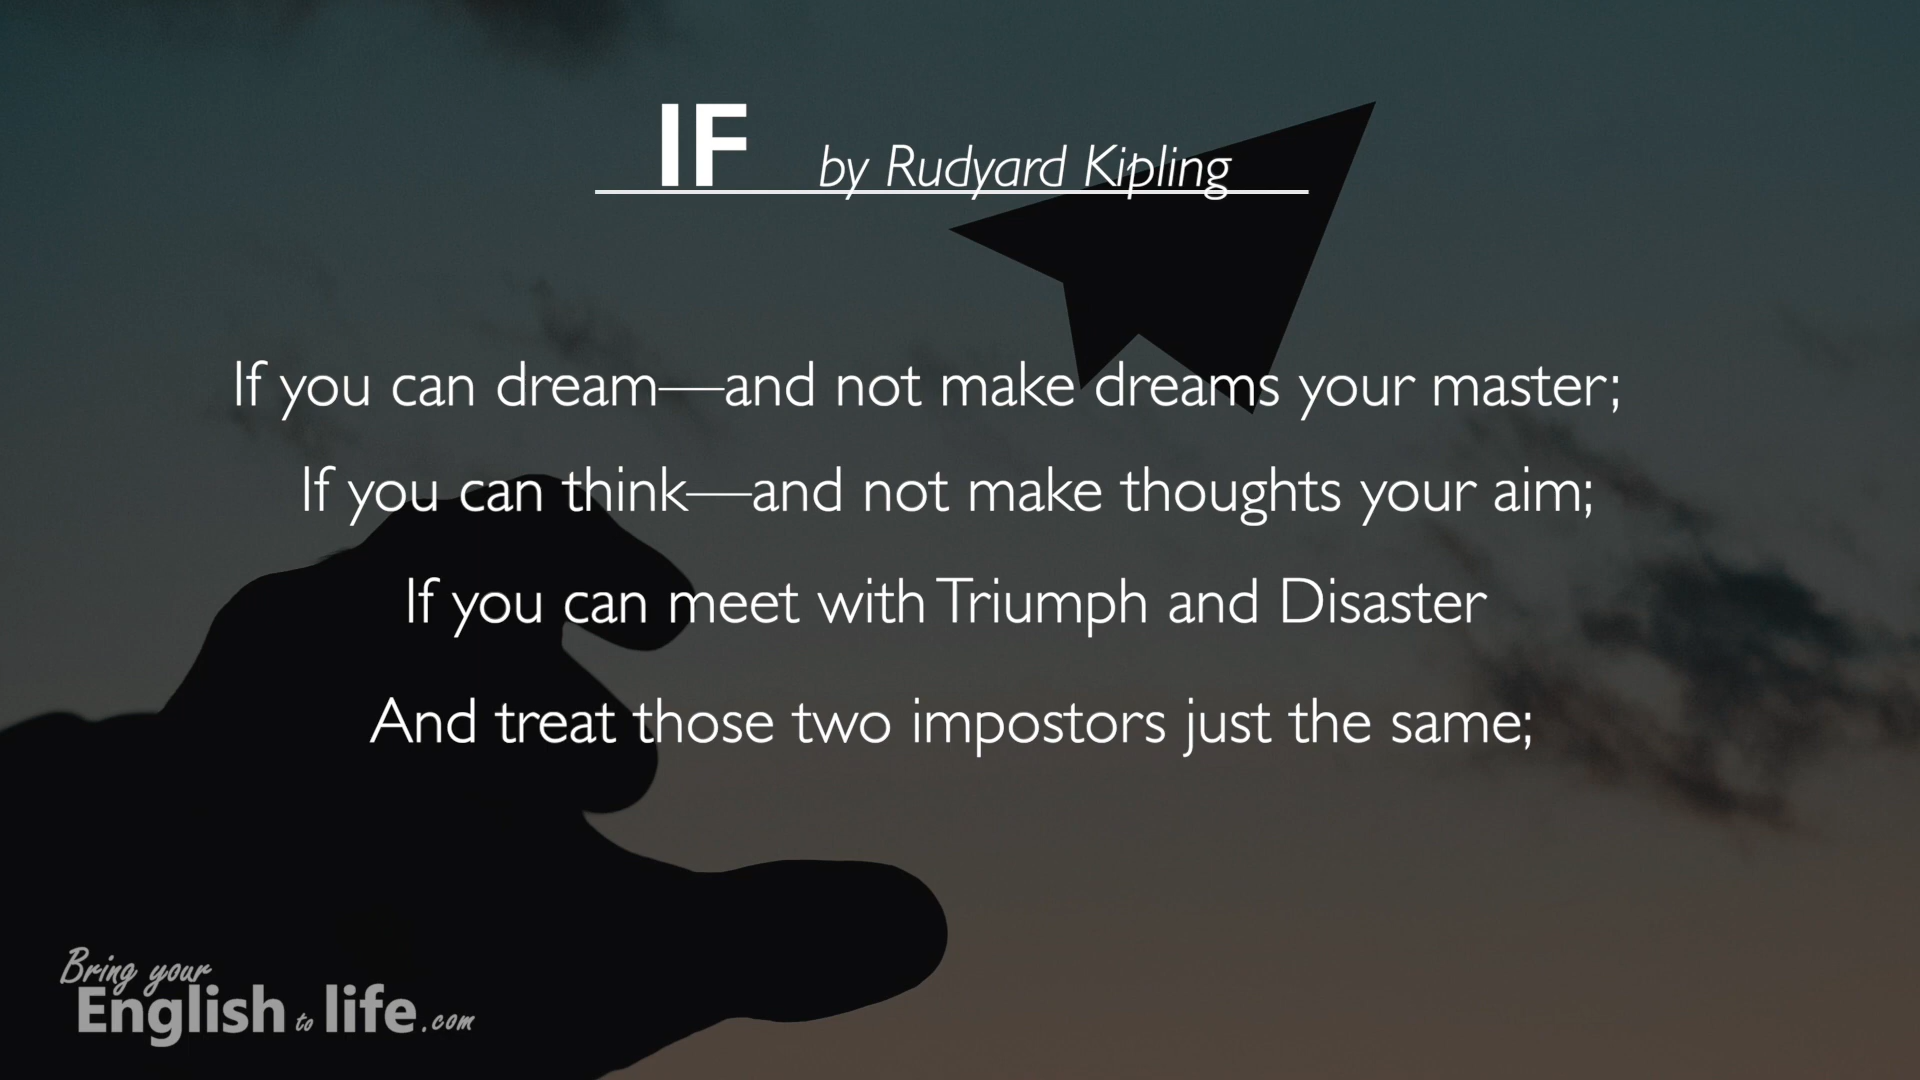 IF by Rudyard Kipling
If you can dream—and not make dreams your master;
If you can think—and not make thoughts your aim;
If you can meet with Triumph and Disaster
And treat those two impostors just the same;
Bring your
English to life.com